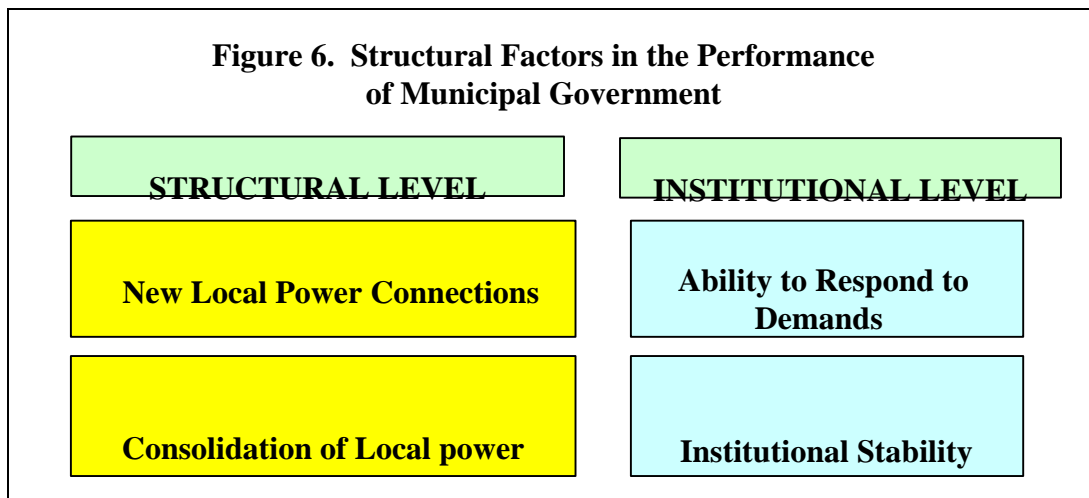 Figure 6. Structural Factors in the Performance
of Municipal Government
STRUCTURAL LEVEL
INSTITUTIONAL LEVEL
New Local Power Connections
Ability to Respond to
Demands
Consolidation of Local power
Institutional Stability